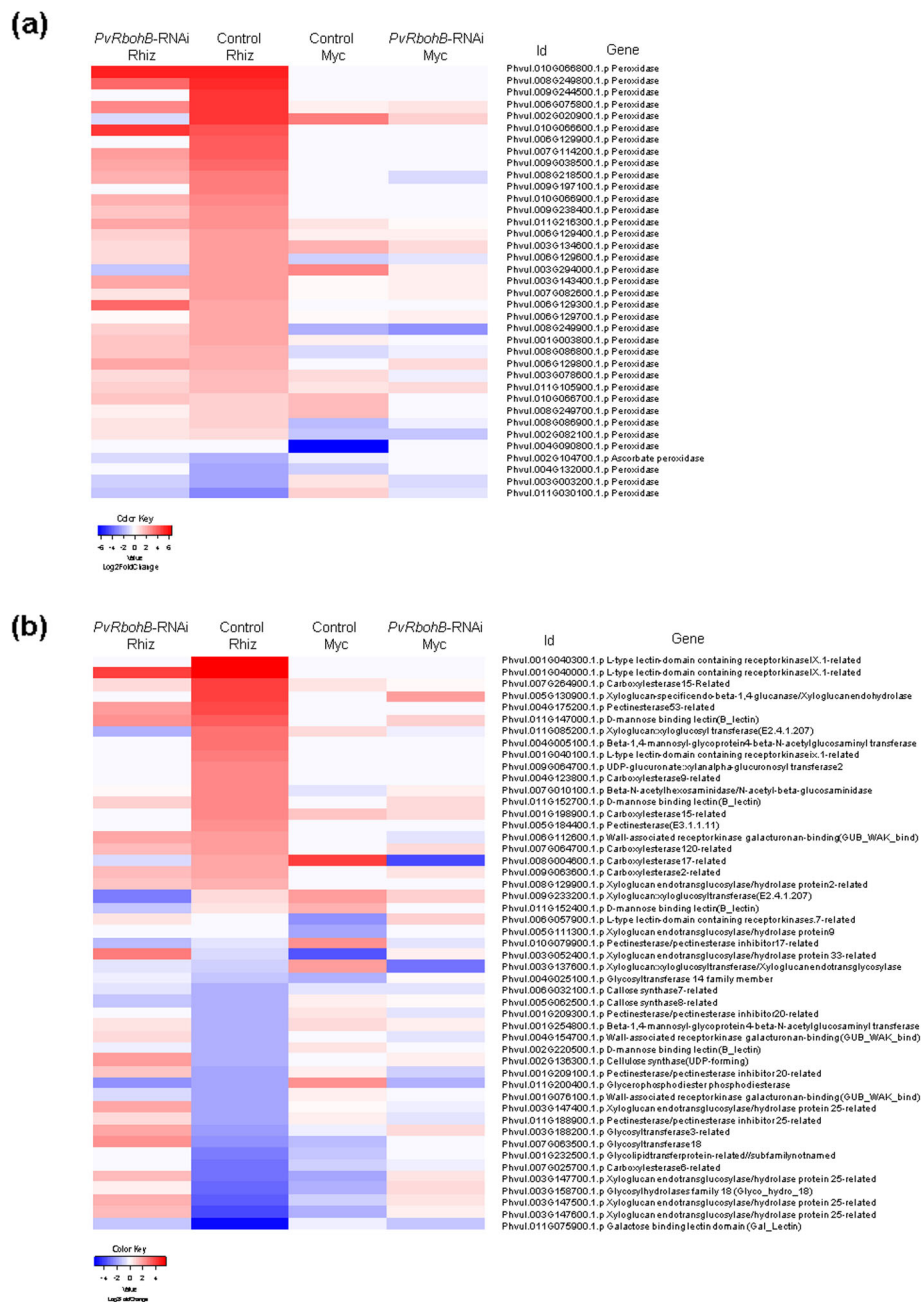 (a)
PvRbohB-RNAi Rhiz
Control Rhiz
Control Myc
PvRbohB-RNAi Myc
Id Gene
Phvul.010G066800.1.p Peroxidase
Phvul.008G249800.1.p Peroxidase
Phvul.009G244500.1.p Peroxidase
Phvul.006G075800.1.p Peroxidase
Phvul.002G020900.1.p Peroxidase
Phvul.010G066600.1.p Peroxidase
Phvul.006G129900.1.p Peroxidase
Phvul.007G114200.1.p Peroxidase
Phvul.009G038500.1.p Peroxidase
Phvul.008G218500.1.p Peroxidase
Phvul.009G197100.1.p Peroxidase
Phvul.010G066900.1.p Peroxidase
Phvul.009G238400.1.p Peroxidase
Phvul.011G216300.1.p Peroxidase
Phvul.006G129400.1.p Peroxidase
Phvul.003G134600.1.p Peroxidase
Phvul.006G129600.1.p Peroxidase
Phvul.003G294000.1.p Peroxidase
Phvul.003G143400.1.p Peroxidase
Phvul.007G082600.1.p Peroxidase
Phvul.006G129300.1.p Peroxidase
Phvul.006G129700.1.p Peroxidase
Phvul.008G249900.1.p Peroxidase
Phvul.001G003800.1.p Peroxidase
Phvul.008G086800.1.p Peroxidase
Phvul.006G129800.1.p Peroxidase
Phvul.003G078600.1.p Peroxidase
Phvul.011G105900.1.p Peroxidase
Phvul.010G066700.1.p Peroxidase
Phvul.008G249700.1.p Peroxidase
Phvul.008G086900.1.p Peroxidase
Phvul.002G082100.1.p Peroxidase
Phvul.004G090800.1.p Peroxidase
Phvul.002G104700.1.p Ascorbate peroxidase
Phvul.004G132000.1.p Peroxidase
Phvul.003G003200.1.p Peroxidase
Phvul.011G030100.1.p Peroxidase
Color Key
-6 -4 -2 0 2 4 6
Value
Log2FoldChange
(b)
PvRbohB-RNAi Rhiz
Control Rhiz
Control Myc
PvRbohB-RNAi Myc
Id Gene
Phvul.001G040300.1.p L-type lectin-domain containing receptorkinaseIX.1-related
Phvul.001G040000.1.p L-type lectin-domain containing receptorkinaseIX.1-related
Phvul.007G264900.1.p Carboxylesterase15-Related
Phvul.005G130900.1.p Xyloglucan-specificendo-beta-1,4-glucanase/Xyloglucanendohydrolase
Phvul.004G175200.1.p Pectinesterase53-related
Phvul.011G147000.1.p D-mannose binding lectin(B_lectin)
Phvul.011G085200.1.p Xyloglucan:xyloglucosyl transferase(E2.4.1.207)
Phvul.004G005100.1.p Beta-1,4-mannosyl-glycoprotein4-beta-N-acetylglucosaminyl transferase
Phvul.001G040100.1.p L-type lectin-domain containing receptorkinaseix.1-related
Phvul.009G064700.1.p UDP-glucuronate:xylanalpha-glucuronosyl transferase2
Phvul.004G123800.1.p Carboxylesterase9-related
Phvul.007G010100.1.p Beta-N-acetylhexosaminidase/N-acetyl-beta-glucosaminidase
Phvul.011G152700.1.p D-mannose binding lectin(B_lectin)
Phvul.001G198900.1.p Carboxylesterase15-related
Phvul.005G184400.1.p Pectinesterase(E3.1.1.11)
Phvul.006G112600.1.p Wall-associated receptorkinase galacturonan-binding(GUB_WAK_bind)
Phvul.007G064700.1.p Carboxylesterase120-related
Phvul.008G004600.1.p Carboxylesterase17-related
Phvul.009G063600.1.p Carboxylesterase2-related
Phvul.008G129900.1.p Xyloglucan endotransglucosylase/hydrolase protein2-related
Phvul.009G233200.1.p Xyloglucan:xyloglucosyltransferase(E2.4.1.207)
Phvul.011G152400.1.p D-mannose binding lectin(B_lectin)
Phvul.006G057900.1.p L-type lectin-domain containing receptorkinases.7-related
Phvul.005G111300.1.p Xyloglucan endotransglucosylase/hydrolase protein9
Phvul.010G079900.1.p Pectinesterase/pectinesterase inhibitor17-related
Phvul.003G052400.1.p Xyloglucan endotransglucosylase/hydrolase protein 33-related
Phvul.003G137600.1.p Xyloglucan:xyloglucosyltransferase/Xyloglucanendotransglycosylase
Phvul.004G025100.1.p Glycosyltransferase 14 family member
Phvul.006G032100.1.p Callose synthase7-related
Phvul.005G062500.1.p Callose synthase8-related
Phvul.001G209300.1.p Pectinesterase/pectinesterase inhibitor20-related
Phvul.001G254800.1.p Beta-1,4-mannosyl-glycoprotein4-beta-N-acetylglucosaminyl transferase
Phvul.004G154700.1.p Wall-associated receptorkinase galacturonan-binding(GUB_WAK_bind)
Phvul.002G220500.1.p D-mannose binding lectin(B_lectin)
Phvul.002G136300.1.p Cellulose synthase(UDP-forming)
Phvul.001G209100.1.p Pectinesterase/pectinesterase inhibitor20-related
Phvul.011G200400.1.p Glycerophosphodiester phosphodiesterase
Phvul.001G076100.1.p Wall-associated receptorkinase galacturonan-binding(GUB_WAK_bind)
Phvul.003G147400.1.p Xyloglucan endotransglucosylase/hydrolase protein 25-related
Phvul.011G188900.1.p Pectinesterase/pectinesterase inhibitor25-related
Phvul.003G188200.1.p Glycosyltransferase3-related
Phvul.007G063500.1.p Glycosyltransferase18
Phvul.001G232500.1.p Glycolipidtransferprotein-related//subfamilynotnamed
Phvul.007G025700.1.p Carboxylesterase6-related
Phvul.003G147700.1.p Xyloglucan endotransglucosylase/hydrolase protein 25-related
Phvul.003G158700.1.p Glycosylhydrolases family 18 (Glyco_hydro_18)
Phvul.003G147500.1.p Xyloglucan endotransglucosylase/hydrolase protein 25-related
Phvul.003G147600.1.p Xyloglucan endotransglucosylase/hydrolase protein 25-related
Phvul.011G075900.1.p Galactose binding lectin domain (Gal_Lectin)
Color Key
-4 -2 0 2 4
Value
Log2FoldChange